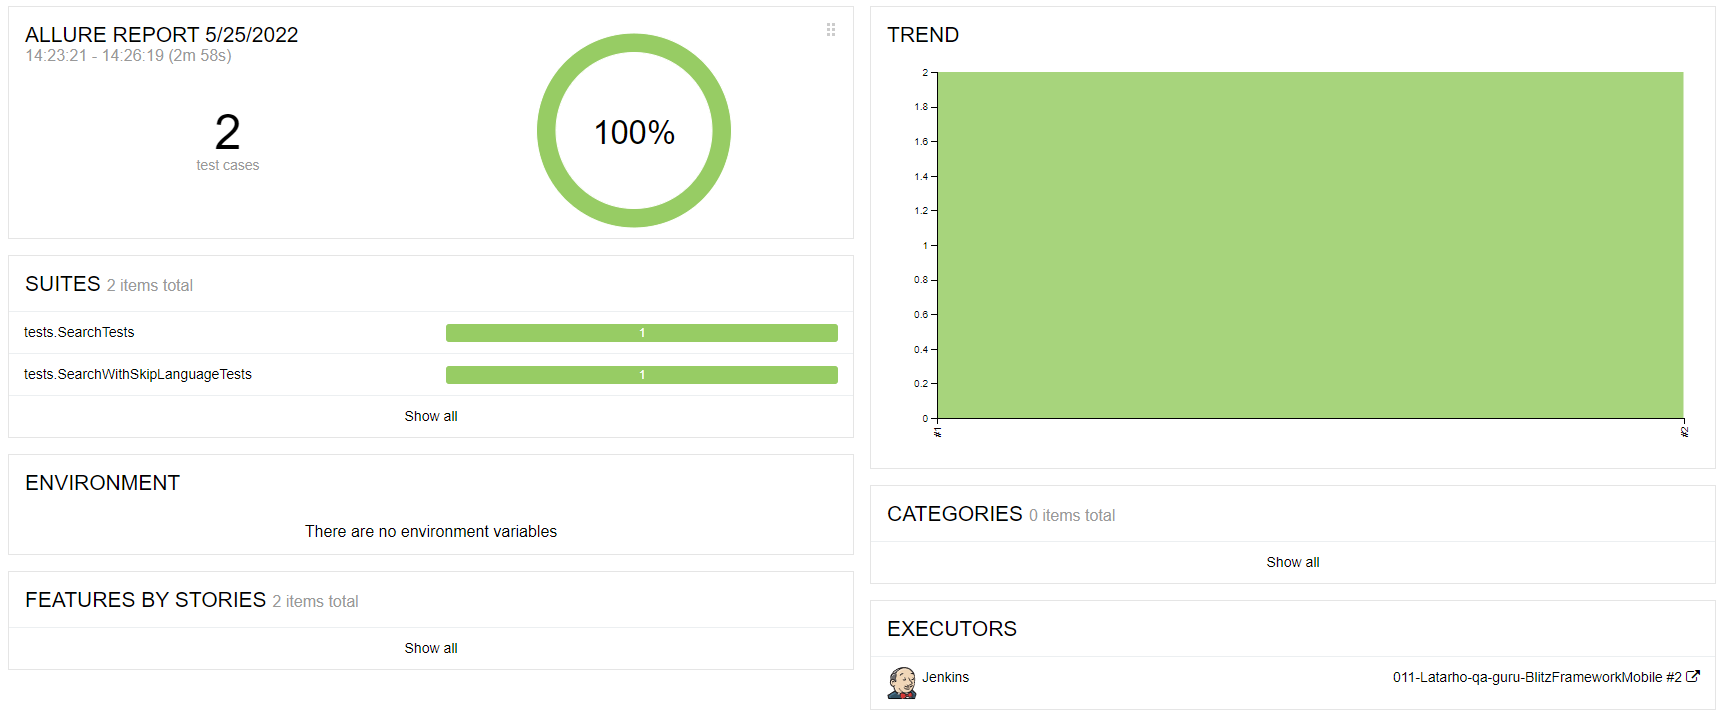 ALLURE REPORT 5/25/2022
14:23:21 - 14:26:19 (2m 58s)
2
test cases
100%
SUITES 2 items total
tests.SearchTests 1
tests.SearchWithSkipLanguageTests 1
Show all
ENVIRONMENT
There are no environment variables
FEATURES BY STORIES 2 items total
Show all
TREND
2
1.8
1.6
1.4
1.2
1
0.8
0.6
0.4
0.2
0
#1
#2
CATEGORIES 0 items total
Show all
EXECUTORS
Jenkins 011-Latarho-qa-guru-BlitzFrameworkMobile #2